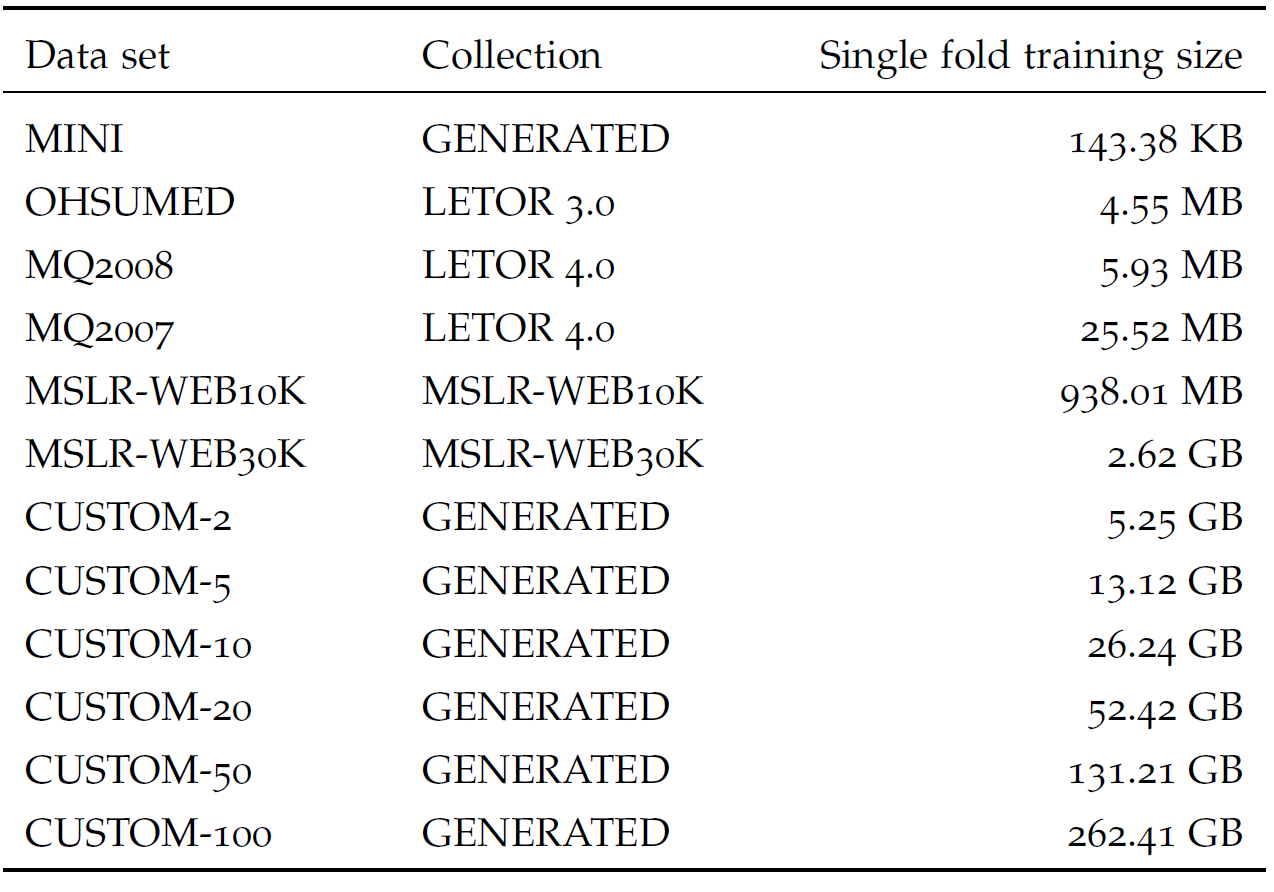 Data set Collection Single fold training size
MINI GENERATED 143.38 KB
OHSUMED LETOR 3.0 4.55 MB
MQ2008 LETOR 4.0 5.93 MB
MQ2007 LETOR 4.0 25.52 MB
MSLR-WEB10K MSLR-WEB10K 938.01 MB
MSLR-WEB30K MSLR-WEB30K 2.62 GB
CUSTOM-2 GENERATED 5.25 GB
CUSTOM-5 GENERATED 13.12 GB
CUSTOM-10 GENERATED 26.24 GB
CUSTOM-20 GENERATED 52.42 GB
CUSTOM-50 GENERATED 131.21 GB
CUSTOM-100 GENERATED 262.41 GB